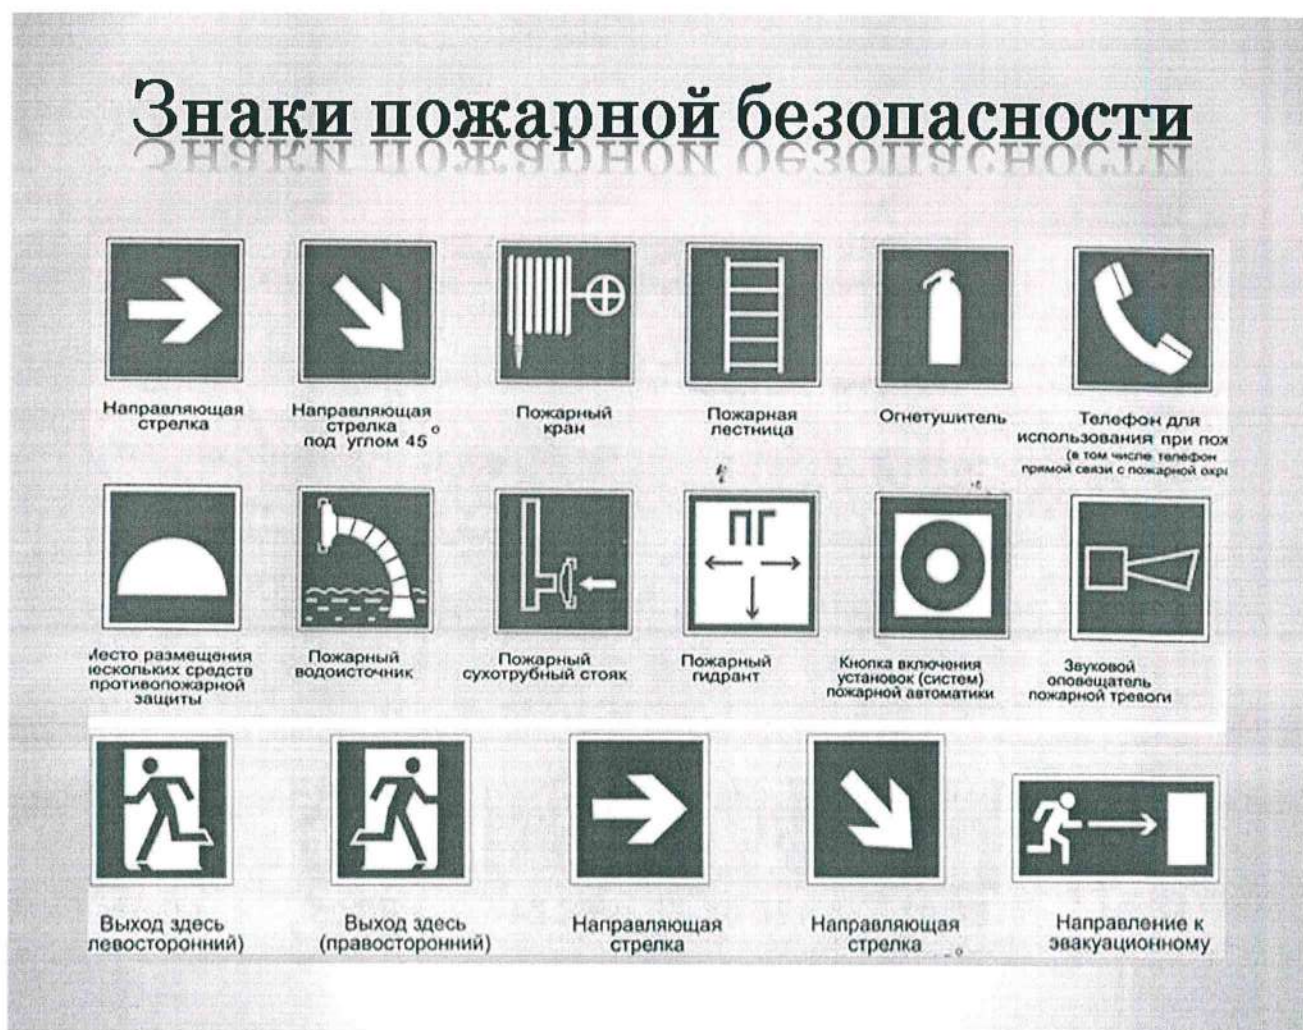 Знаки пожарной безопасности
Направляющая
стрелка
Направляющая
стрелка
под углом 45°
Пожарный
кран
Пожарная
лестница
Огнетушитель
Телефон для
использования при пож
(в том числе телефон
прямой связи с пожарной охра
Место размещения
нескольких средств
противопожарной
защиты
Пожарный
водоисточник
Пожарный
сухотрубный стояк
ПГ
Пожарный
гидрант
Кнопка включения
установок (систем)
пожарной автоматики
Звуковой
оповещатель
пожарной тревоги
Выход здесь
левосторонний)
Выход здесь
(правосторонний)
Направляющая
стрелка
Направляющая
стрелка
Направление к
эвакуационному